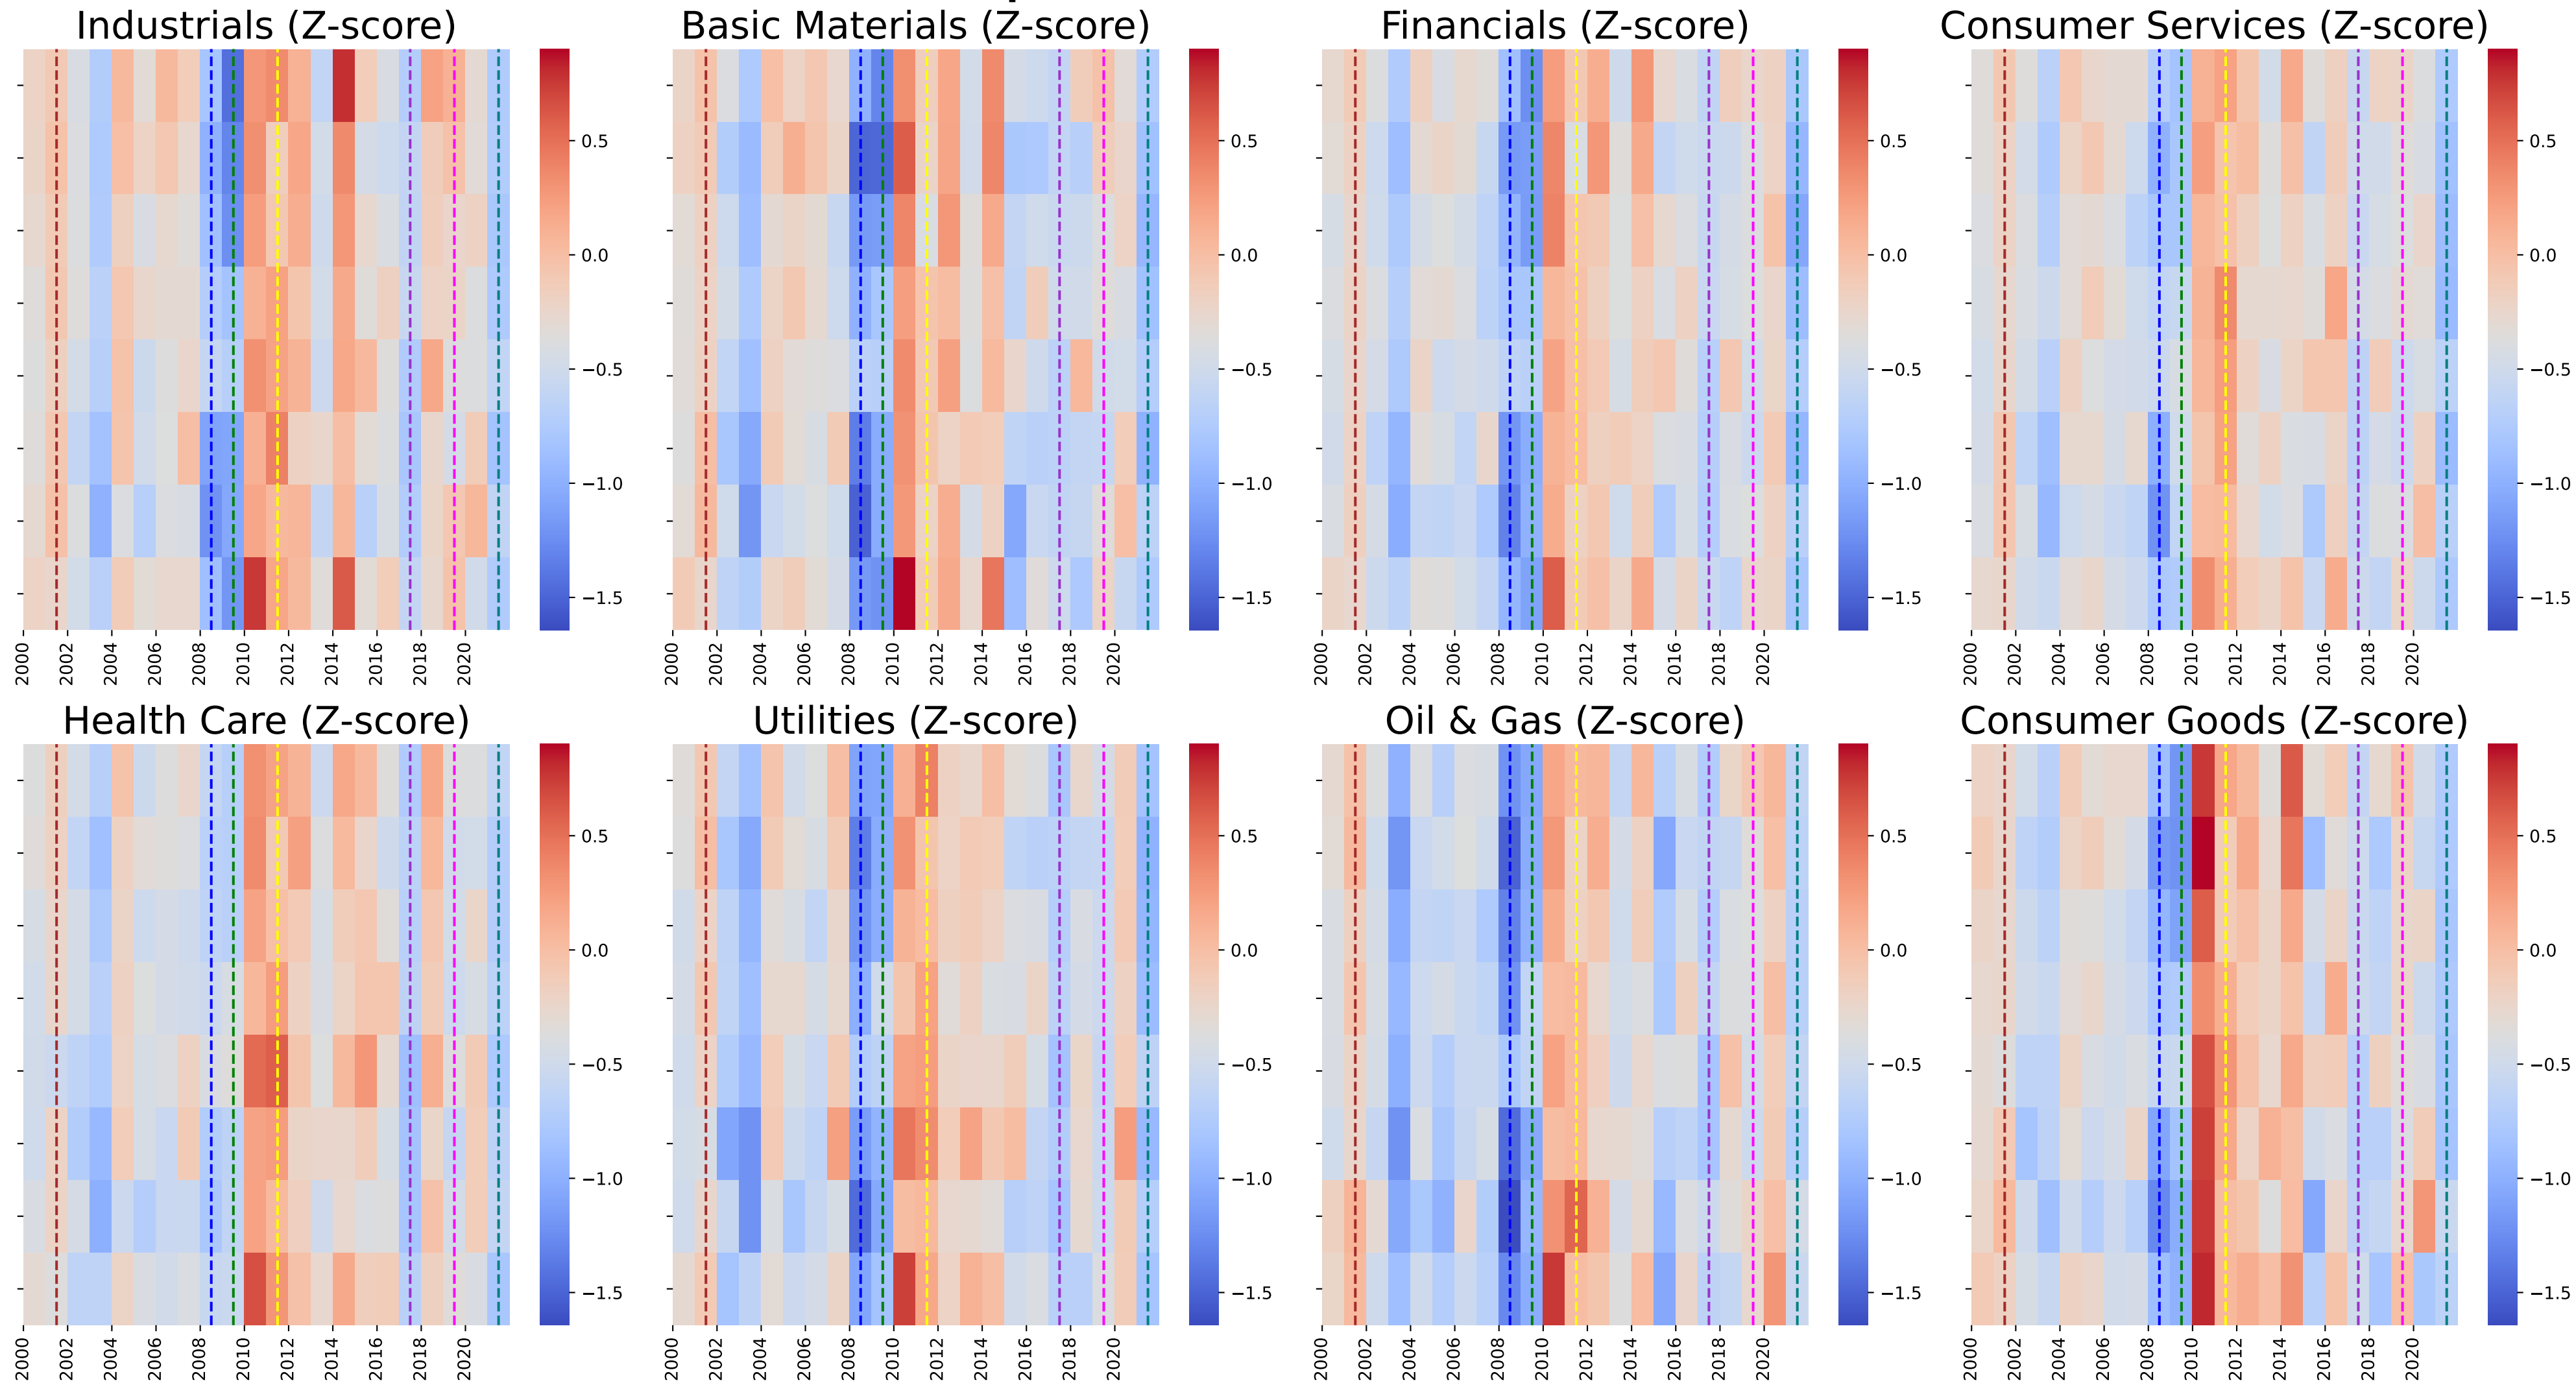 Industrials (Z-score)
Basic Materials (Z-score)
Financials (Z-score)
Consumer Services (Z-score)
0.5
0.0
−0.5
−1.0
−1.5
0.5
0.0
−0.5
−1.0
−1.5
0.5
0.0
−0.5
−1.0
−1.5
0.5
0.0
−0.5
−1.0
−1.5
2000 2002 2004 2006 2008 2010 2012 2014 2016 2018 2020
2000 2002 2004 2006 2008 2010 2012 2014 2016 2018 2020
2000 2002 2004 2006 2008 2010 2012 2014 2016 2018 2020
2000 2002 2004 2006 2008 2010 2012 2014 2016 2018 2020
Health Care (Z-score)
Utilities (Z-score)
Oil & Gas (Z-score)
Consumer Goods (Z-score)
0.5
0.0
−0.5
−1.0
−1.5
0.5
0.0
−0.5
−1.0
−1.5
0.5
0.0
−0.5
−1.0
−1.5
0.5
0.0
−0.5
−1.0
−1.5
2000 2002 2004 2006 2008 2010 2012 2014 2016 2018 2020
2000 2002 2004 2006 2008 2010 2012 2014 2016 2018 2020
2000 2002 2004 2006 2008 2010 2012 2014 2016 2018 2020
2000 2002 2004 2006 2008 2010 2012 2014 2016 2018 2020